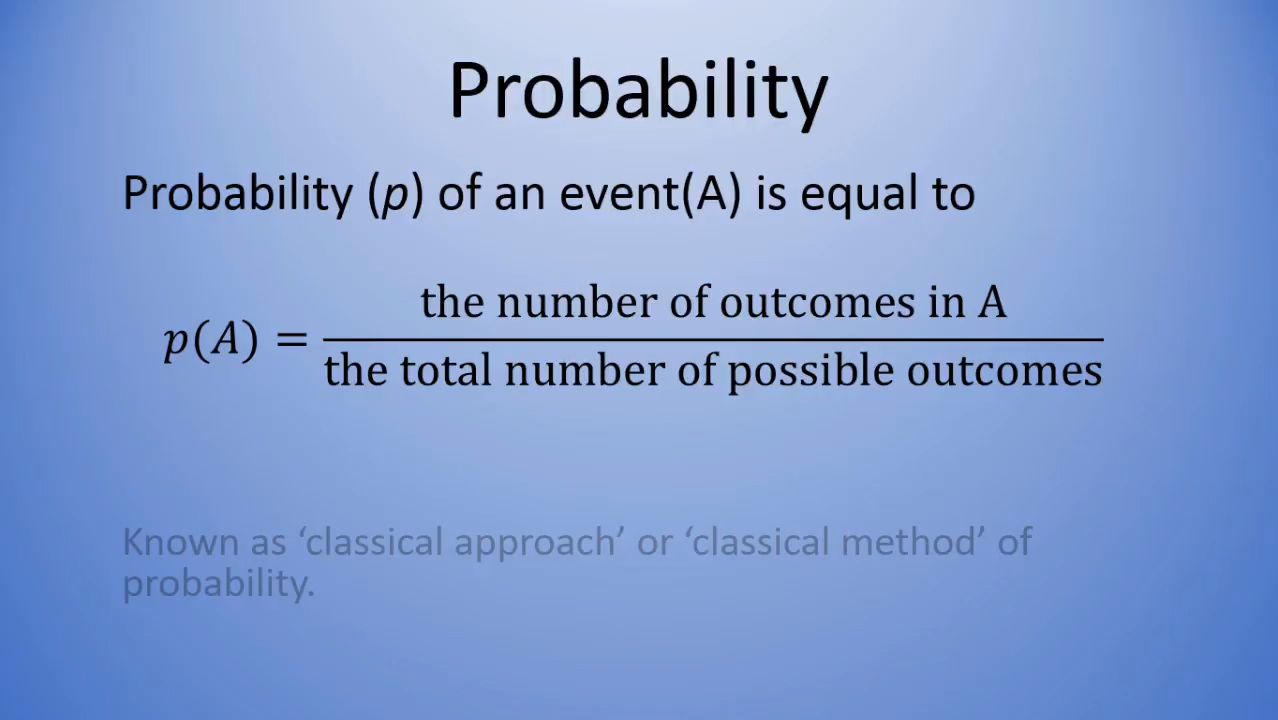 Probability
Probability (p) of an event(A) is equal to
the number of outcomes in A
p(A) =
the total number of possible outcomes
Known as ‘classical approach’ or ‘classical method’ of
probability.